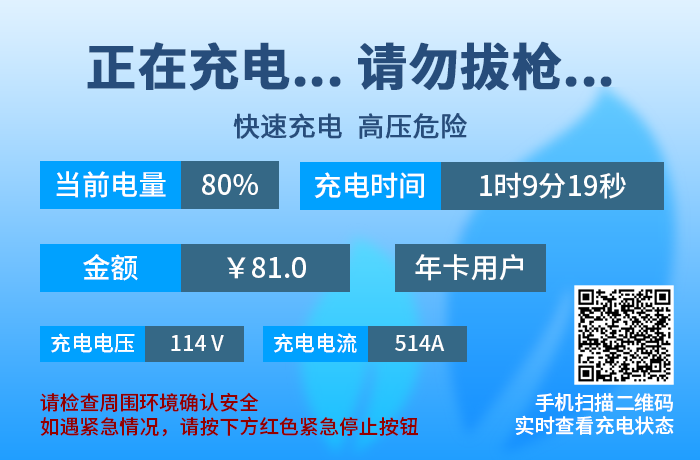 正在充电... 请勿拔枪...
快速充电 高压危险
当前电量 80% 充电时间 1时9分19秒
金额 ￥81.0 年卡用户
充电电压 114 V 充电电流 514A
请检查周围环境确认安全
如遇紧急情况，请按下方红色紧急停止按钮
手机扫描二维码
实时查看充电状态